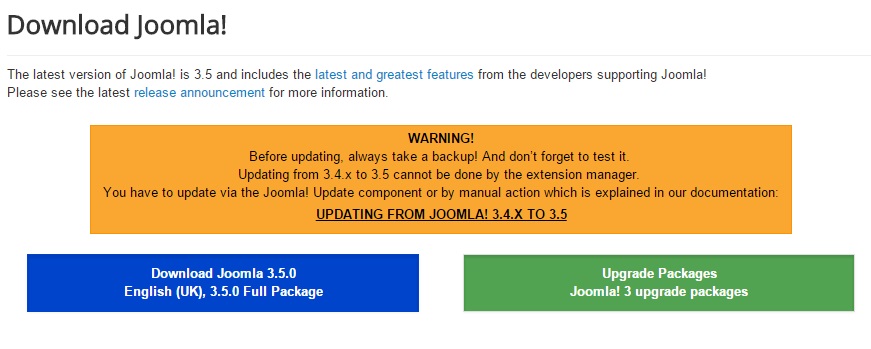 Download Joomla!
The latest version of Joomla! is 3.5 and includes the latest and greatest features from the developers supporting Joomla!
Please see the latest release announcement for more information.
WARNING!
Before updating, always take a backup! And don't forget to test it.
Updating from 3.4.x to 3.5 cannot be done by the extension manager.
You have to update via the Joomla! Update component or by manual action which is explained in our documentation:
UPDATING FROM JOOMLA! 3.4.X TO 3.5
Download Joomla 3.5.0
English (UK), 3.5.0 Full Package
Upgrade Packages
Joomla! 3 upgrade packages